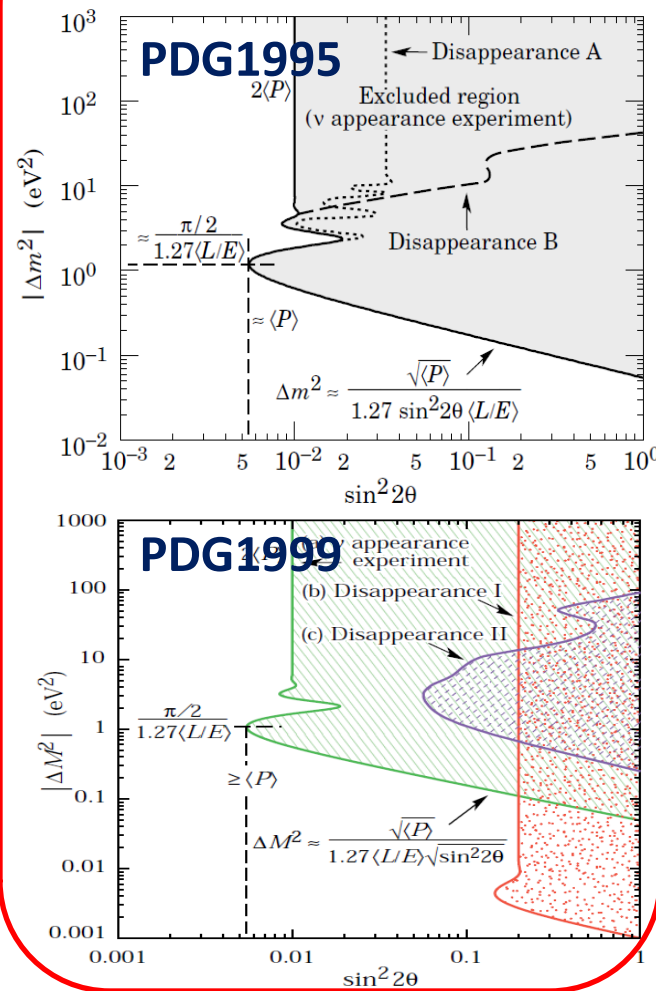 PDG1995
10³
10²
10¹
10⁰
10⁻¹
10⁻²
|Δm²| (eV²)
2⟨P⟩
Disappearance A
Excluded region
(ν appearance experiment)
Disappearance B
≈ π/2 / 1.27⟨L/E⟩
≈ ⟨P⟩
Δm² ≈ √⟨P⟩ / 1.27 sin²2θ ⟨L/E⟩
10⁻³ 2 5 10⁻² 2 5 10⁻¹ 2 5 10⁰
sin²2θ
PDG1999
1000
100
10
1
0.1
0.01
0.001
|ΔM²| (eV²)
2⟨P⟩
(a) ν appearance
experiment
(b) Disappearance I
(c) Disappearance II
π/2 / 1.27⟨L/E⟩
≥ ⟨P⟩
ΔM² ≈ √⟨P⟩ / 1.27⟨L/E⟩√sin²2θ
0.001 0.01 0.1 1
sin²2θ